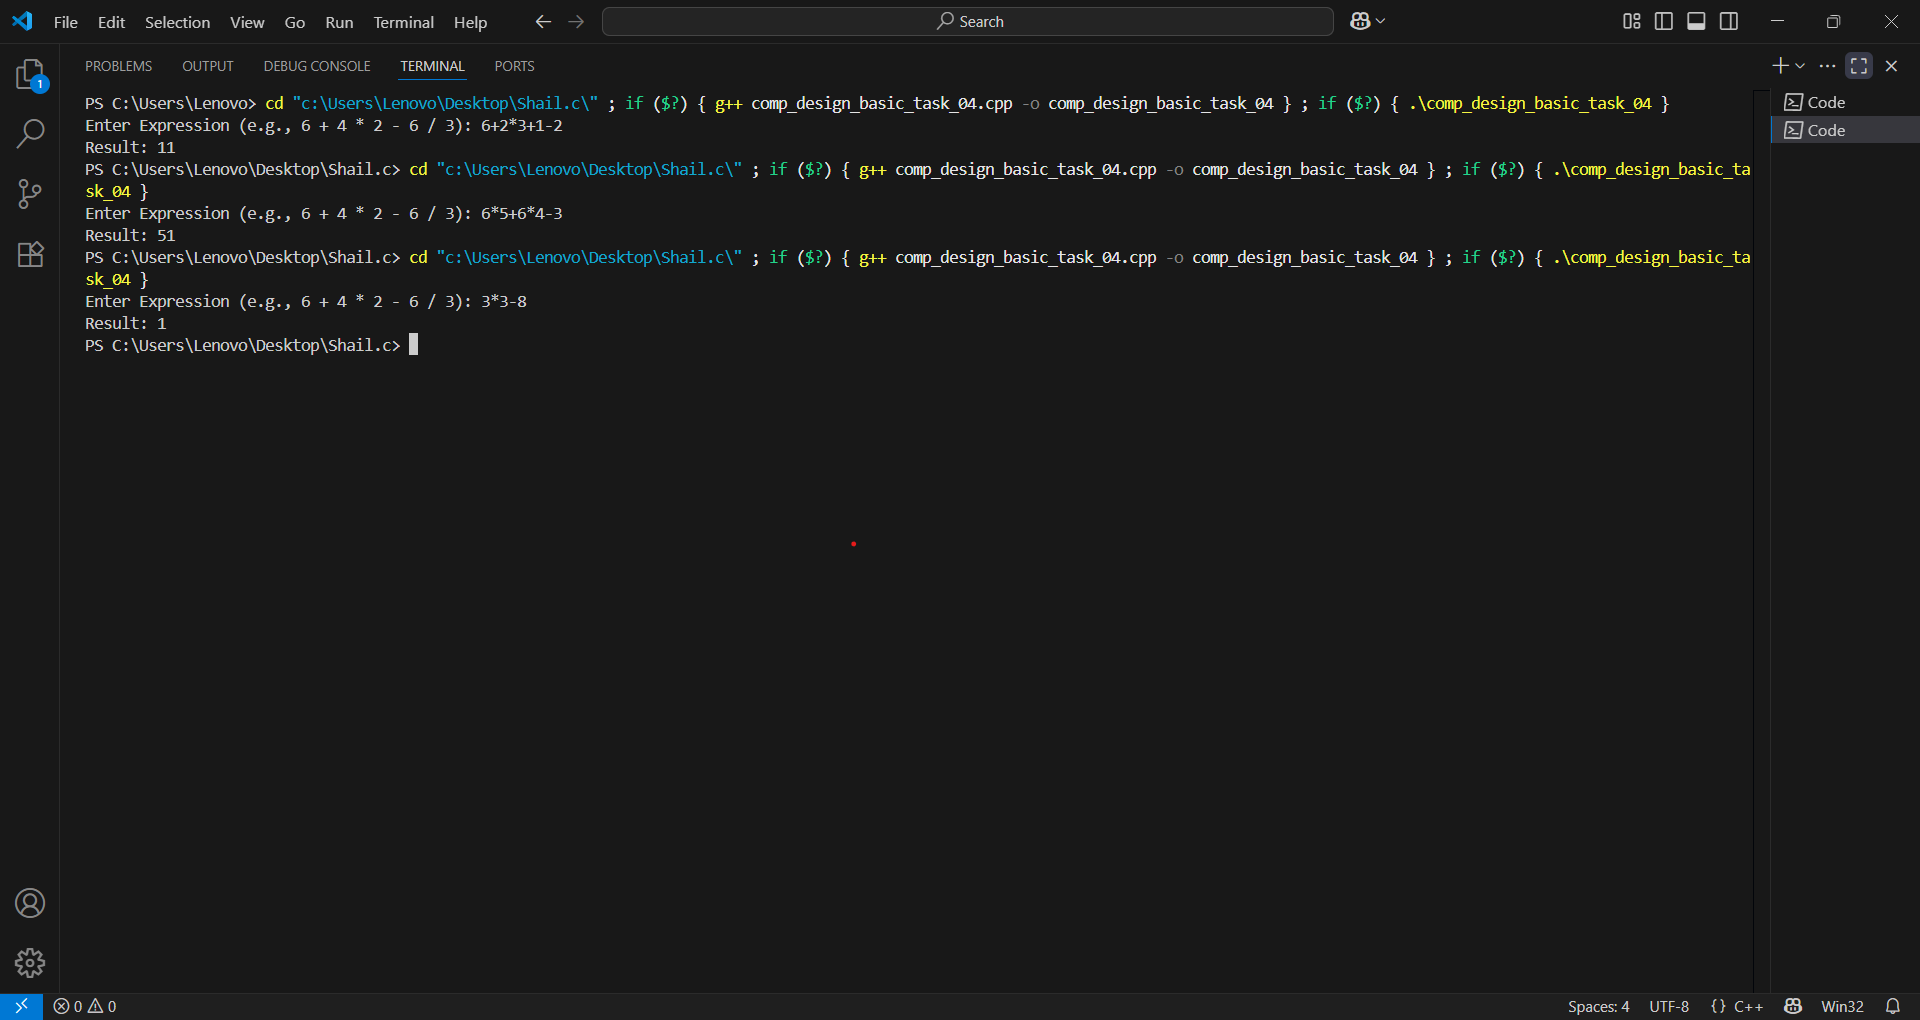 File Edit Selection View Go Run Terminal Help Search
PROBLEMS OUTPUT DEBUG CONSOLE TERMINAL PORTS
1
PS C:\Users\Lenovo> cd "c:\Users\Lenovo\Desktop\Shail.c\" ; if ($?) { g++ comp_design_basic_task_04.cpp -o comp_design_basic_task_04 } ; if ($?) { .\comp_design_basic_task_04 }
Enter Expression (e.g., 6 + 4 * 2 - 6 / 3): 6+2*3+1-2
Result: 11
PS C:\Users\Lenovo\Desktop\Shail.c> cd "c:\Users\Lenovo\Desktop\Shail.c\" ; if ($?) { g++ comp_design_basic_task_04.cpp -o comp_design_basic_task_04 } ; if ($?) { .\comp_design_basic_ta
sk_04 }
Enter Expression (e.g., 6 + 4 * 2 - 6 / 3): 6*5+6*4-3
Result: 51
PS C:\Users\Lenovo\Desktop\Shail.c> cd "c:\Users\Lenovo\Desktop\Shail.c\" ; if ($?) { g++ comp_design_basic_task_04.cpp -o comp_design_basic_task_04 } ; if ($?) { .\comp_design_basic_ta
sk_04 }
Enter Expression (e.g., 6 + 4 * 2 - 6 / 3): 3*3-8
Result: 1
PS C:\Users\Lenovo\Desktop\Shail.c>
Code
Code
0 0 Spaces: 4 UTF-8 {} C++ Win32